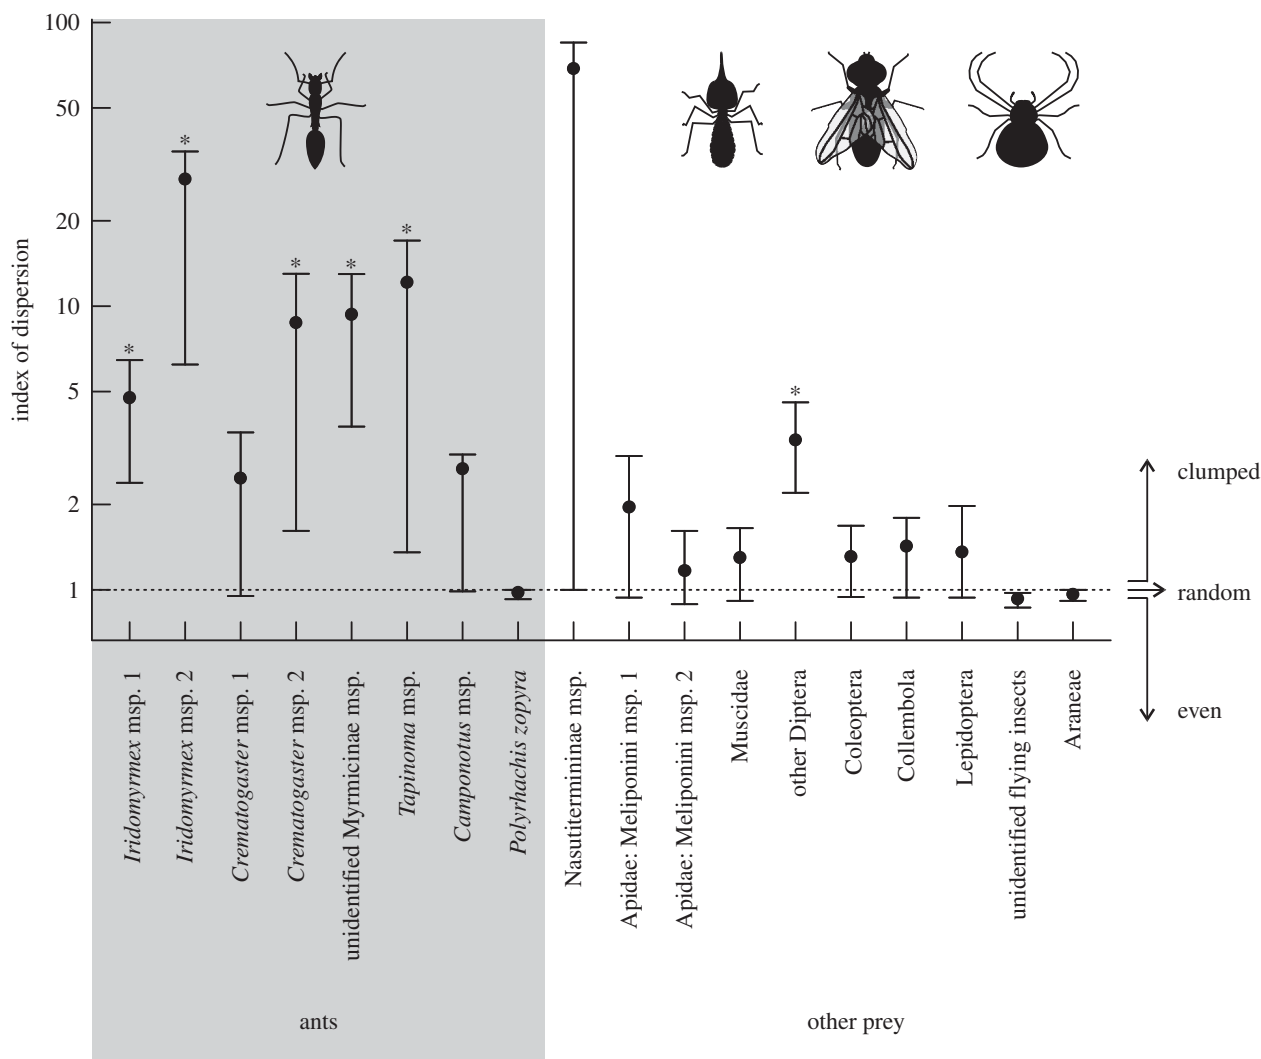 100
50
20
10
5
2
1
index of dispersion
*
*
*
*
*
*
clumped
random
even
Iridomyrmex msp. 1
Iridomyrmex msp. 2
Crematogaster msp. 1
Crematogaster msp. 2
unidentified Myrmicinae msp.
Tapinoma msp.
Camponotus msp.
Polyrhachis zopyra
Nasutitermininae msp.
Apidae: Meliponini msp. 1
Apidae: Meliponini msp. 2
Muscidae
other Diptera
Coleoptera
Collembola
Lepidoptera
unidentified flying insects
Araneae
ants
other prey